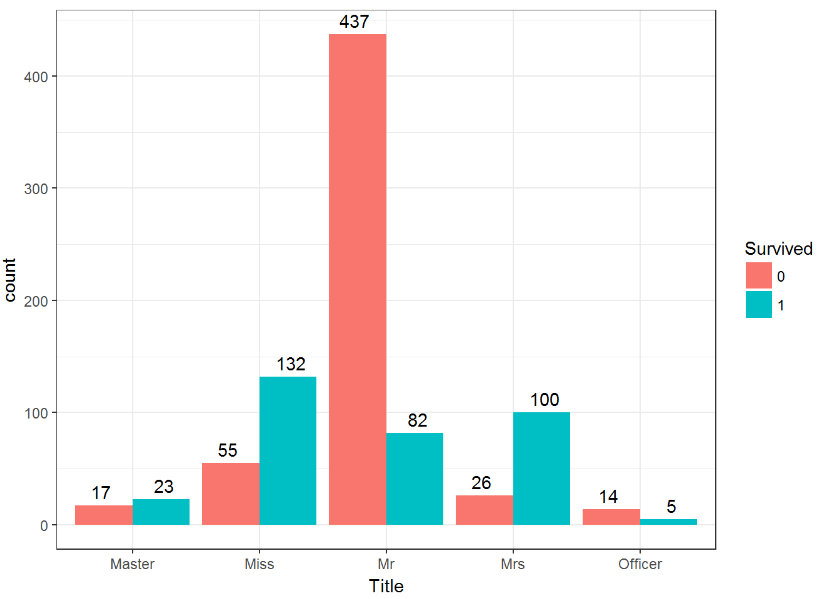 437
400
300
200
132
100
100
82
55
26
17
23
14
5
0
count
Master
Miss
Mr
Mrs
Officer
Title
Survived
0
1